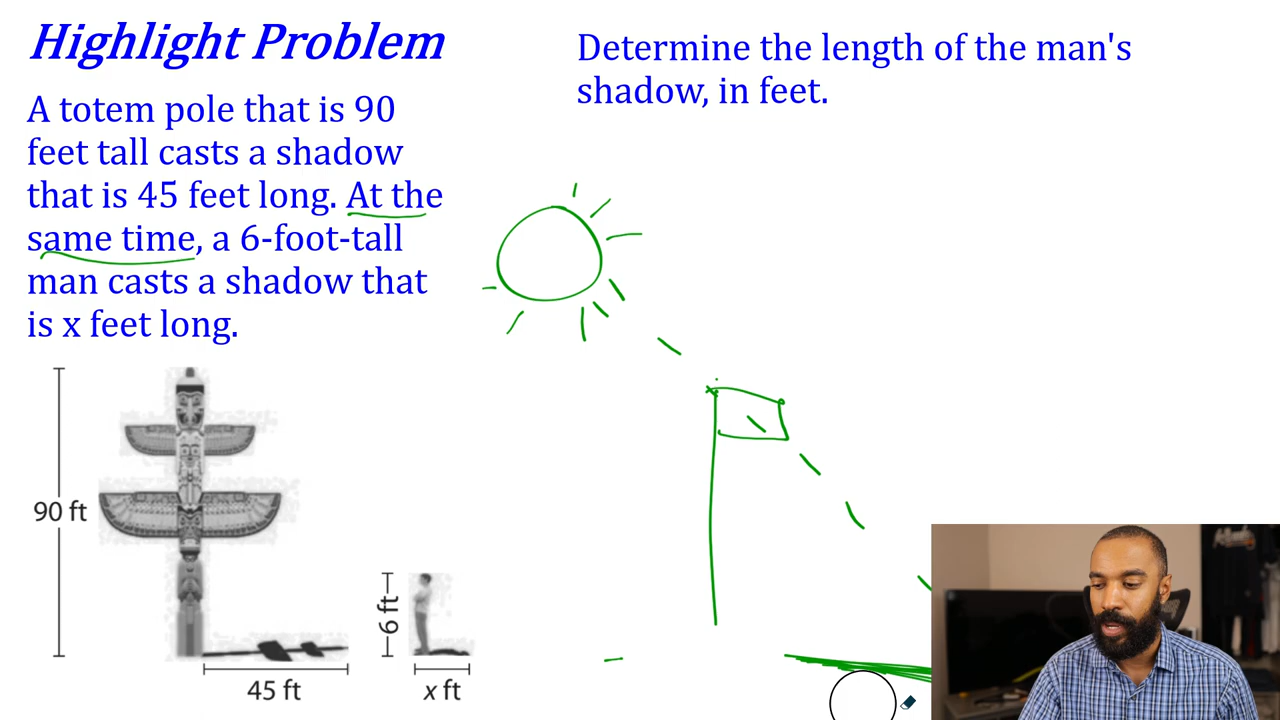 Highlight Problem
A totem pole that is 90
feet tall casts a shadow
that is 45 feet long. At the
same time, a 6-foot-tall
man casts a shadow that
is x feet long.
Determine the length of the man's
shadow, in feet.
90 ft
6 ft
45 ft
x ft